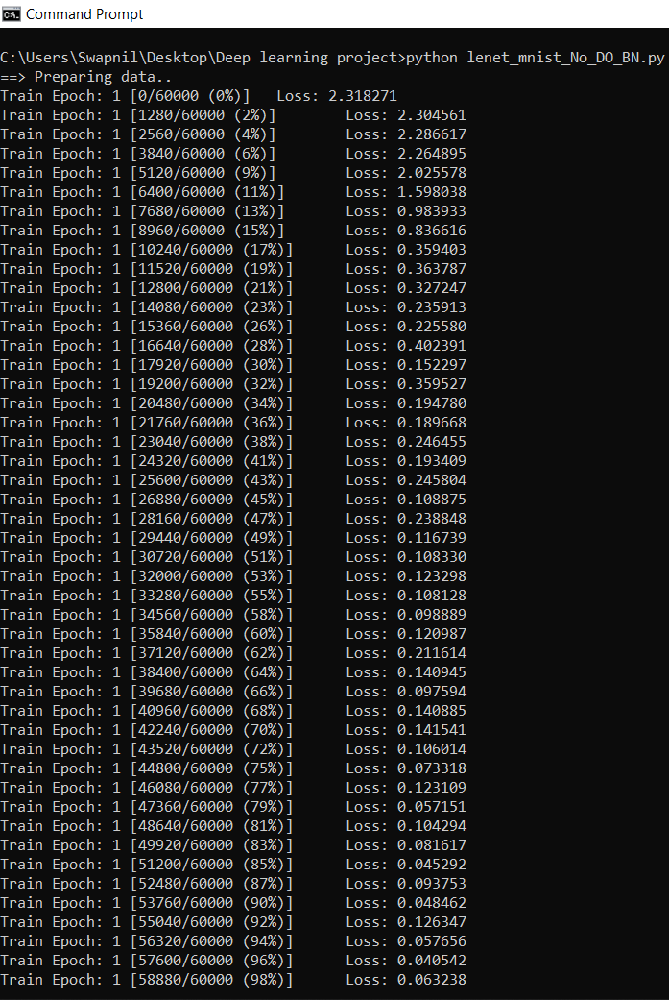 Command Prompt
C:\Users\Swapnil\Desktop\Deep learning project>python lenet_mnist_No_DO_BN.py
==> Preparing data..
Train Epoch: 1 [0/60000 (0%)]   Loss: 2.318271
Train Epoch: 1 [1280/60000 (2%)]        Loss: 2.304561
Train Epoch: 1 [2560/60000 (4%)]        Loss: 2.286617
Train Epoch: 1 [3840/60000 (6%)]        Loss: 2.264895
Train Epoch: 1 [5120/60000 (9%)]        Loss: 2.025578
Train Epoch: 1 [6400/60000 (11%)]       Loss: 1.598038
Train Epoch: 1 [7680/60000 (13%)]       Loss: 0.983933
Train Epoch: 1 [8960/60000 (15%)]       Loss: 0.836616
Train Epoch: 1 [10240/60000 (17%)]      Loss: 0.359403
Train Epoch: 1 [11520/60000 (19%)]      Loss: 0.363787
Train Epoch: 1 [12800/60000 (21%)]      Loss: 0.327247
Train Epoch: 1 [14080/60000 (23%)]      Loss: 0.235913
Train Epoch: 1 [15360/60000 (26%)]      Loss: 0.225580
Train Epoch: 1 [16640/60000 (28%)]      Loss: 0.402391
Train Epoch: 1 [17920/60000 (30%)]      Loss: 0.152297
Train Epoch: 1 [19200/60000 (32%)]      Loss: 0.359527
Train Epoch: 1 [20480/60000 (34%)]      Loss: 0.194780
Train Epoch: 1 [21760/60000 (36%)]      Loss: 0.189668
Train Epoch: 1 [23040/60000 (38%)]      Loss: 0.246455
Train Epoch: 1 [24320/60000 (41%)]      Loss: 0.193409
Train Epoch: 1 [25600/60000 (43%)]      Loss: 0.245804
Train Epoch: 1 [26880/60000 (45%)]      Loss: 0.108875
Train Epoch: 1 [28160/60000 (47%)]      Loss: 0.238848
Train Epoch: 1 [29440/60000 (49%)]      Loss: 0.116739
Train Epoch: 1 [30720/60000 (51%)]      Loss: 0.108330
Train Epoch: 1 [32000/60000 (53%)]      Loss: 0.123298
Train Epoch: 1 [33280/60000 (55%)]      Loss: 0.108128
Train Epoch: 1 [34560/60000 (58%)]      Loss: 0.098889
Train Epoch: 1 [35840/60000 (60%)]      Loss: 0.120987
Train Epoch: 1 [37120/60000 (62%)]      Loss: 0.211614
Train Epoch: 1 [38400/60000 (64%)]      Loss: 0.140945
Train Epoch: 1 [39680/60000 (66%)]      Loss: 0.097594
Train Epoch: 1 [40960/60000 (68%)]      Loss: 0.140885
Train Epoch: 1 [42240/60000 (70%)]      Loss: 0.141541
Train Epoch: 1 [43520/60000 (72%)]      Loss: 0.106014
Train Epoch: 1 [44800/60000 (75%)]      Loss: 0.073318
Train Epoch: 1 [46080/60000 (77%)]      Loss: 0.123109
Train Epoch: 1 [47360/60000 (79%)]      Loss: 0.057151
Train Epoch: 1 [48640/60000 (81%)]      Loss: 0.104294
Train Epoch: 1 [49920/60000 (83%)]      Loss: 0.081617
Train Epoch: 1 [51200/60000 (85%)]      Loss: 0.045292
Train Epoch: 1 [52480/60000 (87%)]      Loss: 0.093753
Train Epoch: 1 [53760/60000 (90%)]      Loss: 0.048462
Train Epoch: 1 [55040/60000 (92%)]      Loss: 0.126347
Train Epoch: 1 [56320/60000 (94%)]      Loss: 0.057656
Train Epoch: 1 [57600/60000 (96%)]      Loss: 0.040542
Train Epoch: 1 [58880/60000 (98%)]      Loss: 0.063238